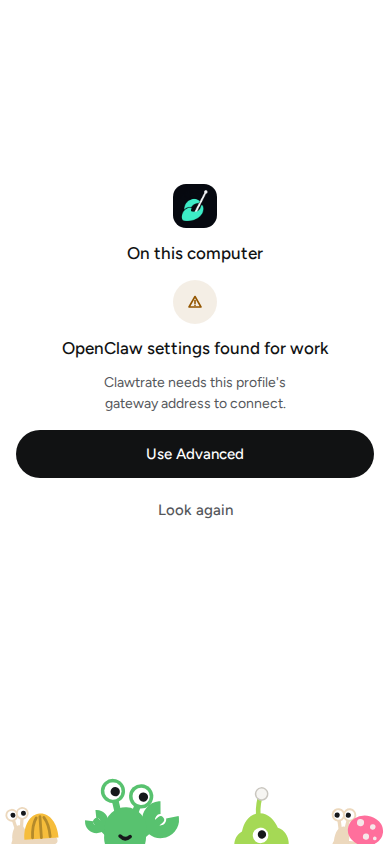 On this computer
OpenClaw settings found for work
Clawtrate needs this profile's
gateway address to connect.
Use Advanced
Look again